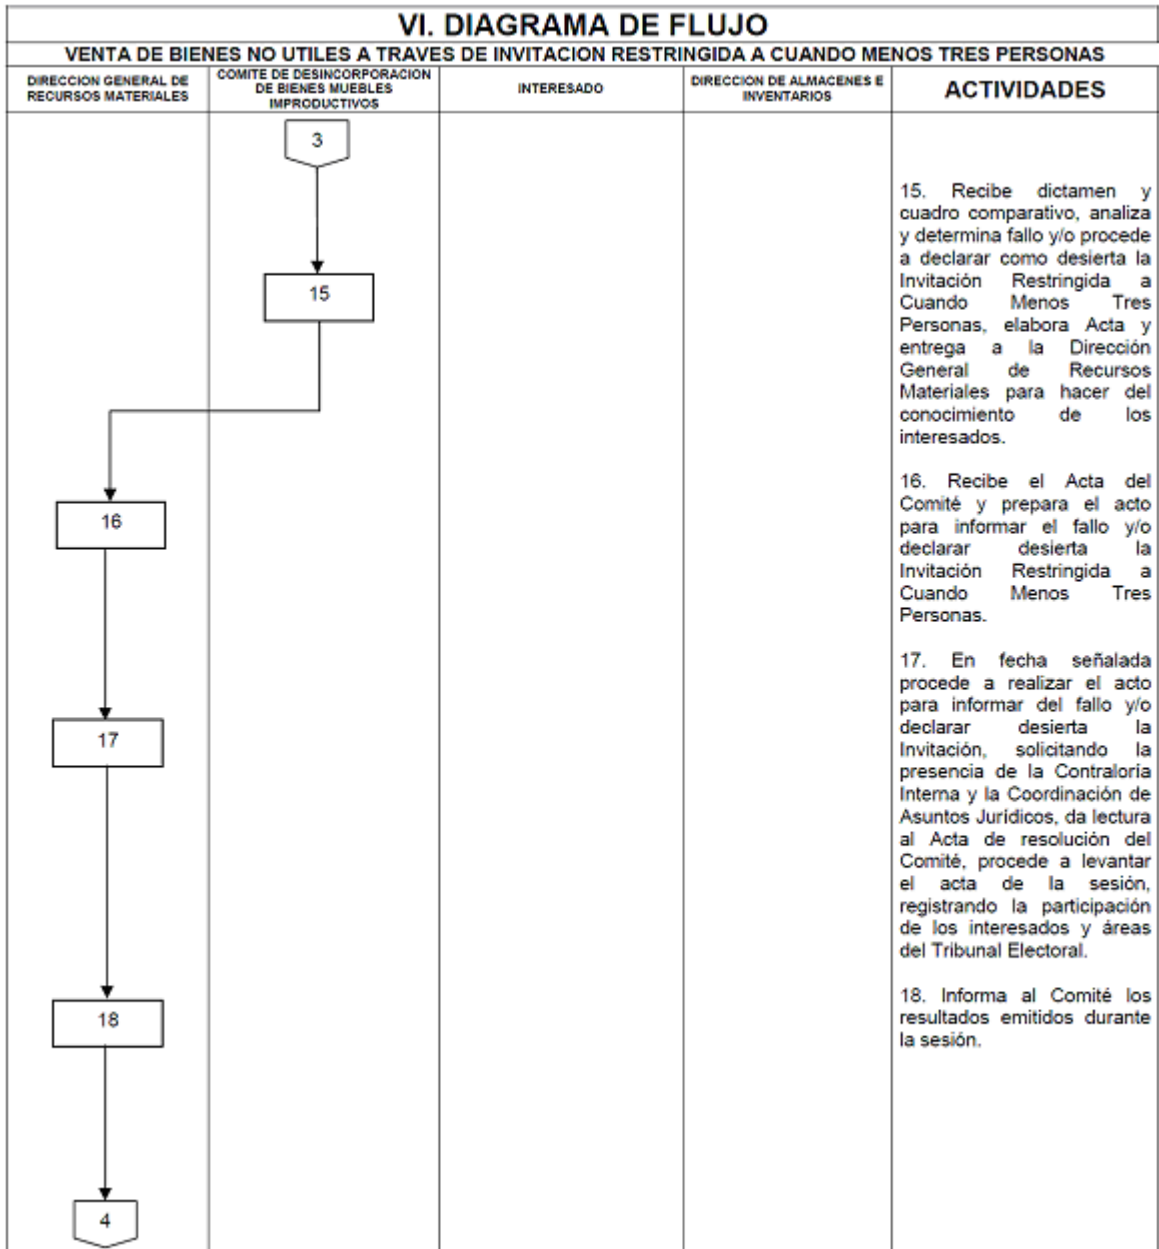 VI. DIAGRAMA DE FLUJO
VENTA DE BIENES NO UTILES A TRAVES DE INVITACION RESTRINGIDA A CUANDO MENOS TRES PERSONAS
DIRECCION GENERAL DE
RECURSOS MATERIALES
COMITE DE DESINCORPORACION
DE BIENES MUEBLES
IMPRODUCTIVOS
INTERESADO
DIRECCION DE ALMACENES E
INVENTARIOS
ACTIVIDADES
3
15
16
17
18
4
15. Recibe dictamen y
cuadro comparativo, analiza
y determina fallo y/o procede
a declarar como desierta la
Invitación Restringida a
Cuando Menos Tres
Personas, elabora Acta y
entrega a la Dirección
General de Recursos
Materiales para hacer del
conocimiento de los
interesados.
16. Recibe el Acta del
Comité y prepara el acto
para informar el fallo y/o
declarar desierta la
Invitación Restringida a
Cuando Menos Tres
Personas.
17. En fecha señalada
procede a realizar el acto
para informar del fallo y/o
declarar desierta la
Invitación, solicitando la
presencia de la Contraloría
Interna y la Coordinación de
Asuntos Jurídicos, da lectura
al Acta de resolución del
Comité, procede a levantar
el acta de la sesión,
registrando la participación
de los interesados y áreas
del Tribunal Electoral.
18. Informa al Comité los
resultados emitidos durante
la sesión.